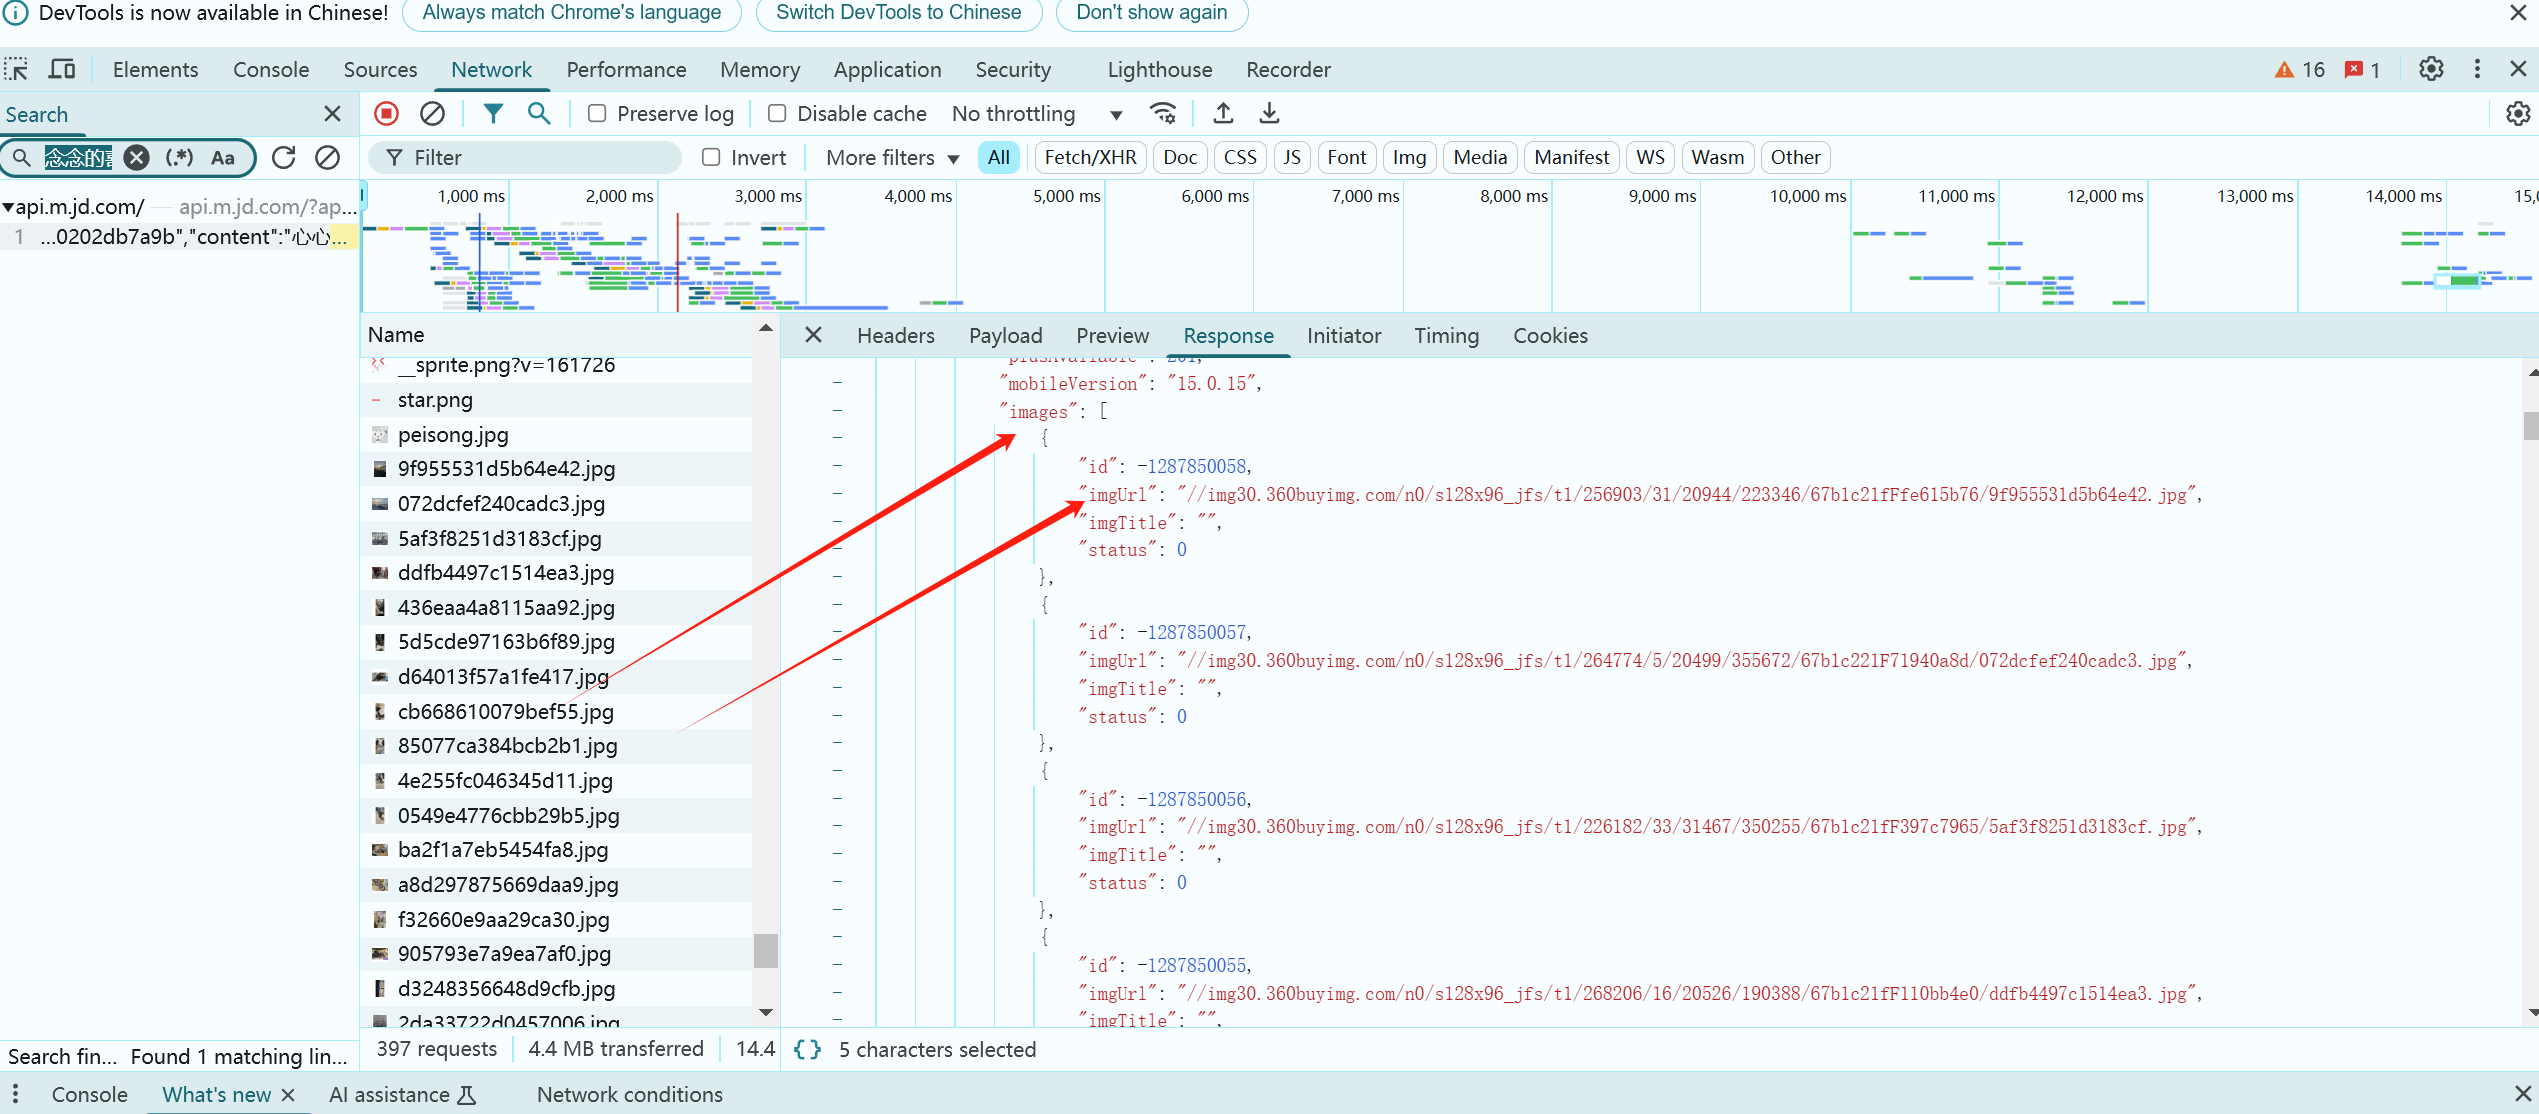 DevTools is now available in Chinese! Always match Chrome's language Switch DevTools to Chinese Don't show again
Elements Console Sources Network Performance Memory Application Security Lighthouse Recorder 16 1
Search
Preserve log Disable cache No throttling
念念的 (.*) Aa
Filter Invert More filters All Fetch/XHR Doc CSS JS Font Img Media Manifest WS Wasm Other
api.m.jd.com/ — api.m.jd.com/?ap...
1 ...0202db7a9b","content":"心心...
1,000 ms 2,000 ms 3,000 ms 4,000 ms 5,000 ms 6,000 ms 7,000 ms 8,000 ms 9,000 ms 10,000 ms 11,000 ms 12,000 ms 13,000 ms 14,000 ms 15,0
Name
__sprite.png?v=161726
star.png
peisong.jpg
9f955531d5b64e42.jpg
072dcfef240cadc3.jpg
5af3f8251d3183cf.jpg
ddfb4497c1514ea3.jpg
436eaa4a8115aa92.jpg
5d5cde97163b6f89.jpg
d64013f57a1fe417.jpg
cb668610079bef55.jpg
85077ca384bcb2b1.jpg
4e255fc046345d11.jpg
0549e4776cbb29b5.jpg
ba2f1a7eb5454fa8.jpg
a8d297875669daa9.jpg
f32660e9aa29ca30.jpg
905793e7a9ea7af0.jpg
d3248356648d9cfb.jpg
2da33722d0457006.jpg
Headers Payload Preview Response Initiator Timing Cookies
"plusAvailable": 201,
"mobileVersion": "15.0.15",
"images": [
{
"id": -1287850058,
"imgUrl": "//img30.360buyimg.com/n0/s128x96_jfs/t1/256903/31/20944/223346/67b1c21fFfe615b76/9f955531d5b64e42.jpg",
"imgTitle": "",
"status": 0
},
{
"id": -1287850057,
"imgUrl": "//img30.360buyimg.com/n0/s128x96_jfs/t1/264774/5/20499/355672/67b1c221F71940a8d/072dcfef240cadc3.jpg",
"imgTitle": "",
"status": 0
},
{
"id": -1287850056,
"imgUrl": "//img30.360buyimg.com/n0/s128x96_jfs/t1/226182/33/31467/350255/67b1c21fF397c7965/5af3f8251d3183cf.jpg",
"imgTitle": "",
"status": 0
},
{
"id": -1287850055,
"imgUrl": "//img30.360buyimg.com/n0/s128x96_jfs/t1/268206/16/20526/190388/67b1c21fF110bb4e0/ddfb4497c1514ea3.jpg",
"imgTitle": "",
Search fin... Found 1 matching lin...
397 requests 4.4 MB transferred 14.4
{} 5 characters selected
Console What's new AI assistance Network conditions